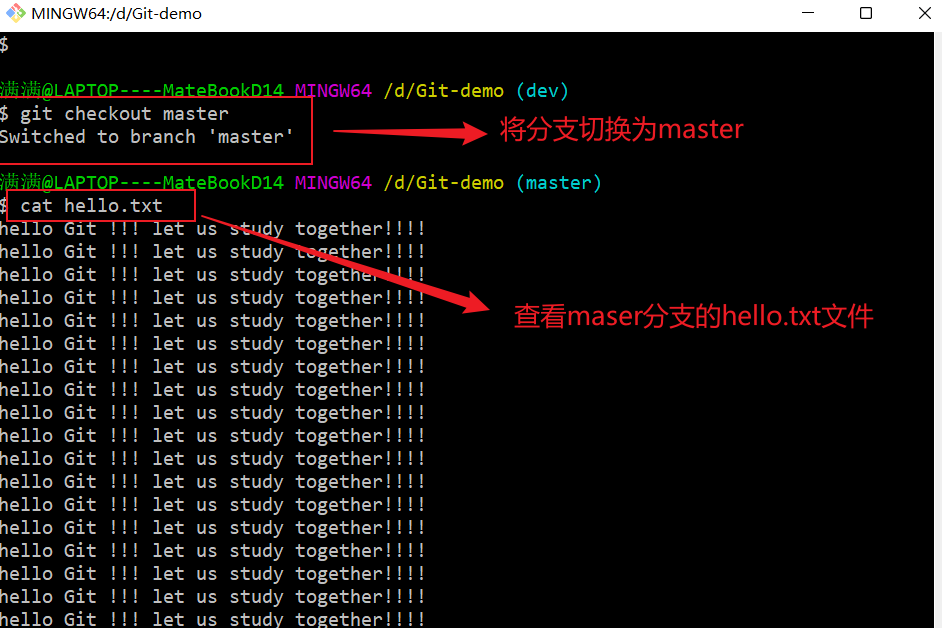 MINGW64:/d/Git-demo
$
满满@LAPTOP----MateBookD14 MINGW64 /d/Git-demo (dev)
$ git checkout master
Switched to branch 'master'
将分支切换为master
满满@LAPTOP----MateBookD14 MINGW64 /d/Git-demo (master)
$ cat hello.txt
hello Git !!! let us study together!!!!
hello Git !!! let us study together!!!!
hello Git !!! let us study together!!!!
hello Git !!! let us study together!!!!
hello Git !!! let us study together!!!!
查看maser分支的hello.txt文件
hello Git !!! let us study together!!!!
hello Git !!! let us study together!!!!
hello Git !!! let us study together!!!!
hello Git !!! let us study together!!!!
hello Git !!! let us study together!!!!
hello Git !!! let us study together!!!!
hello Git !!! let us study together!!!!
hello Git !!! let us study together!!!!
hello Git !!! let us study together!!!!
hello Git !!! let us study together!!!!
hello Git !!! let us study together!!!!
hello Git !!! let us study together!!!!
hello Git !!! let us study together!!!!